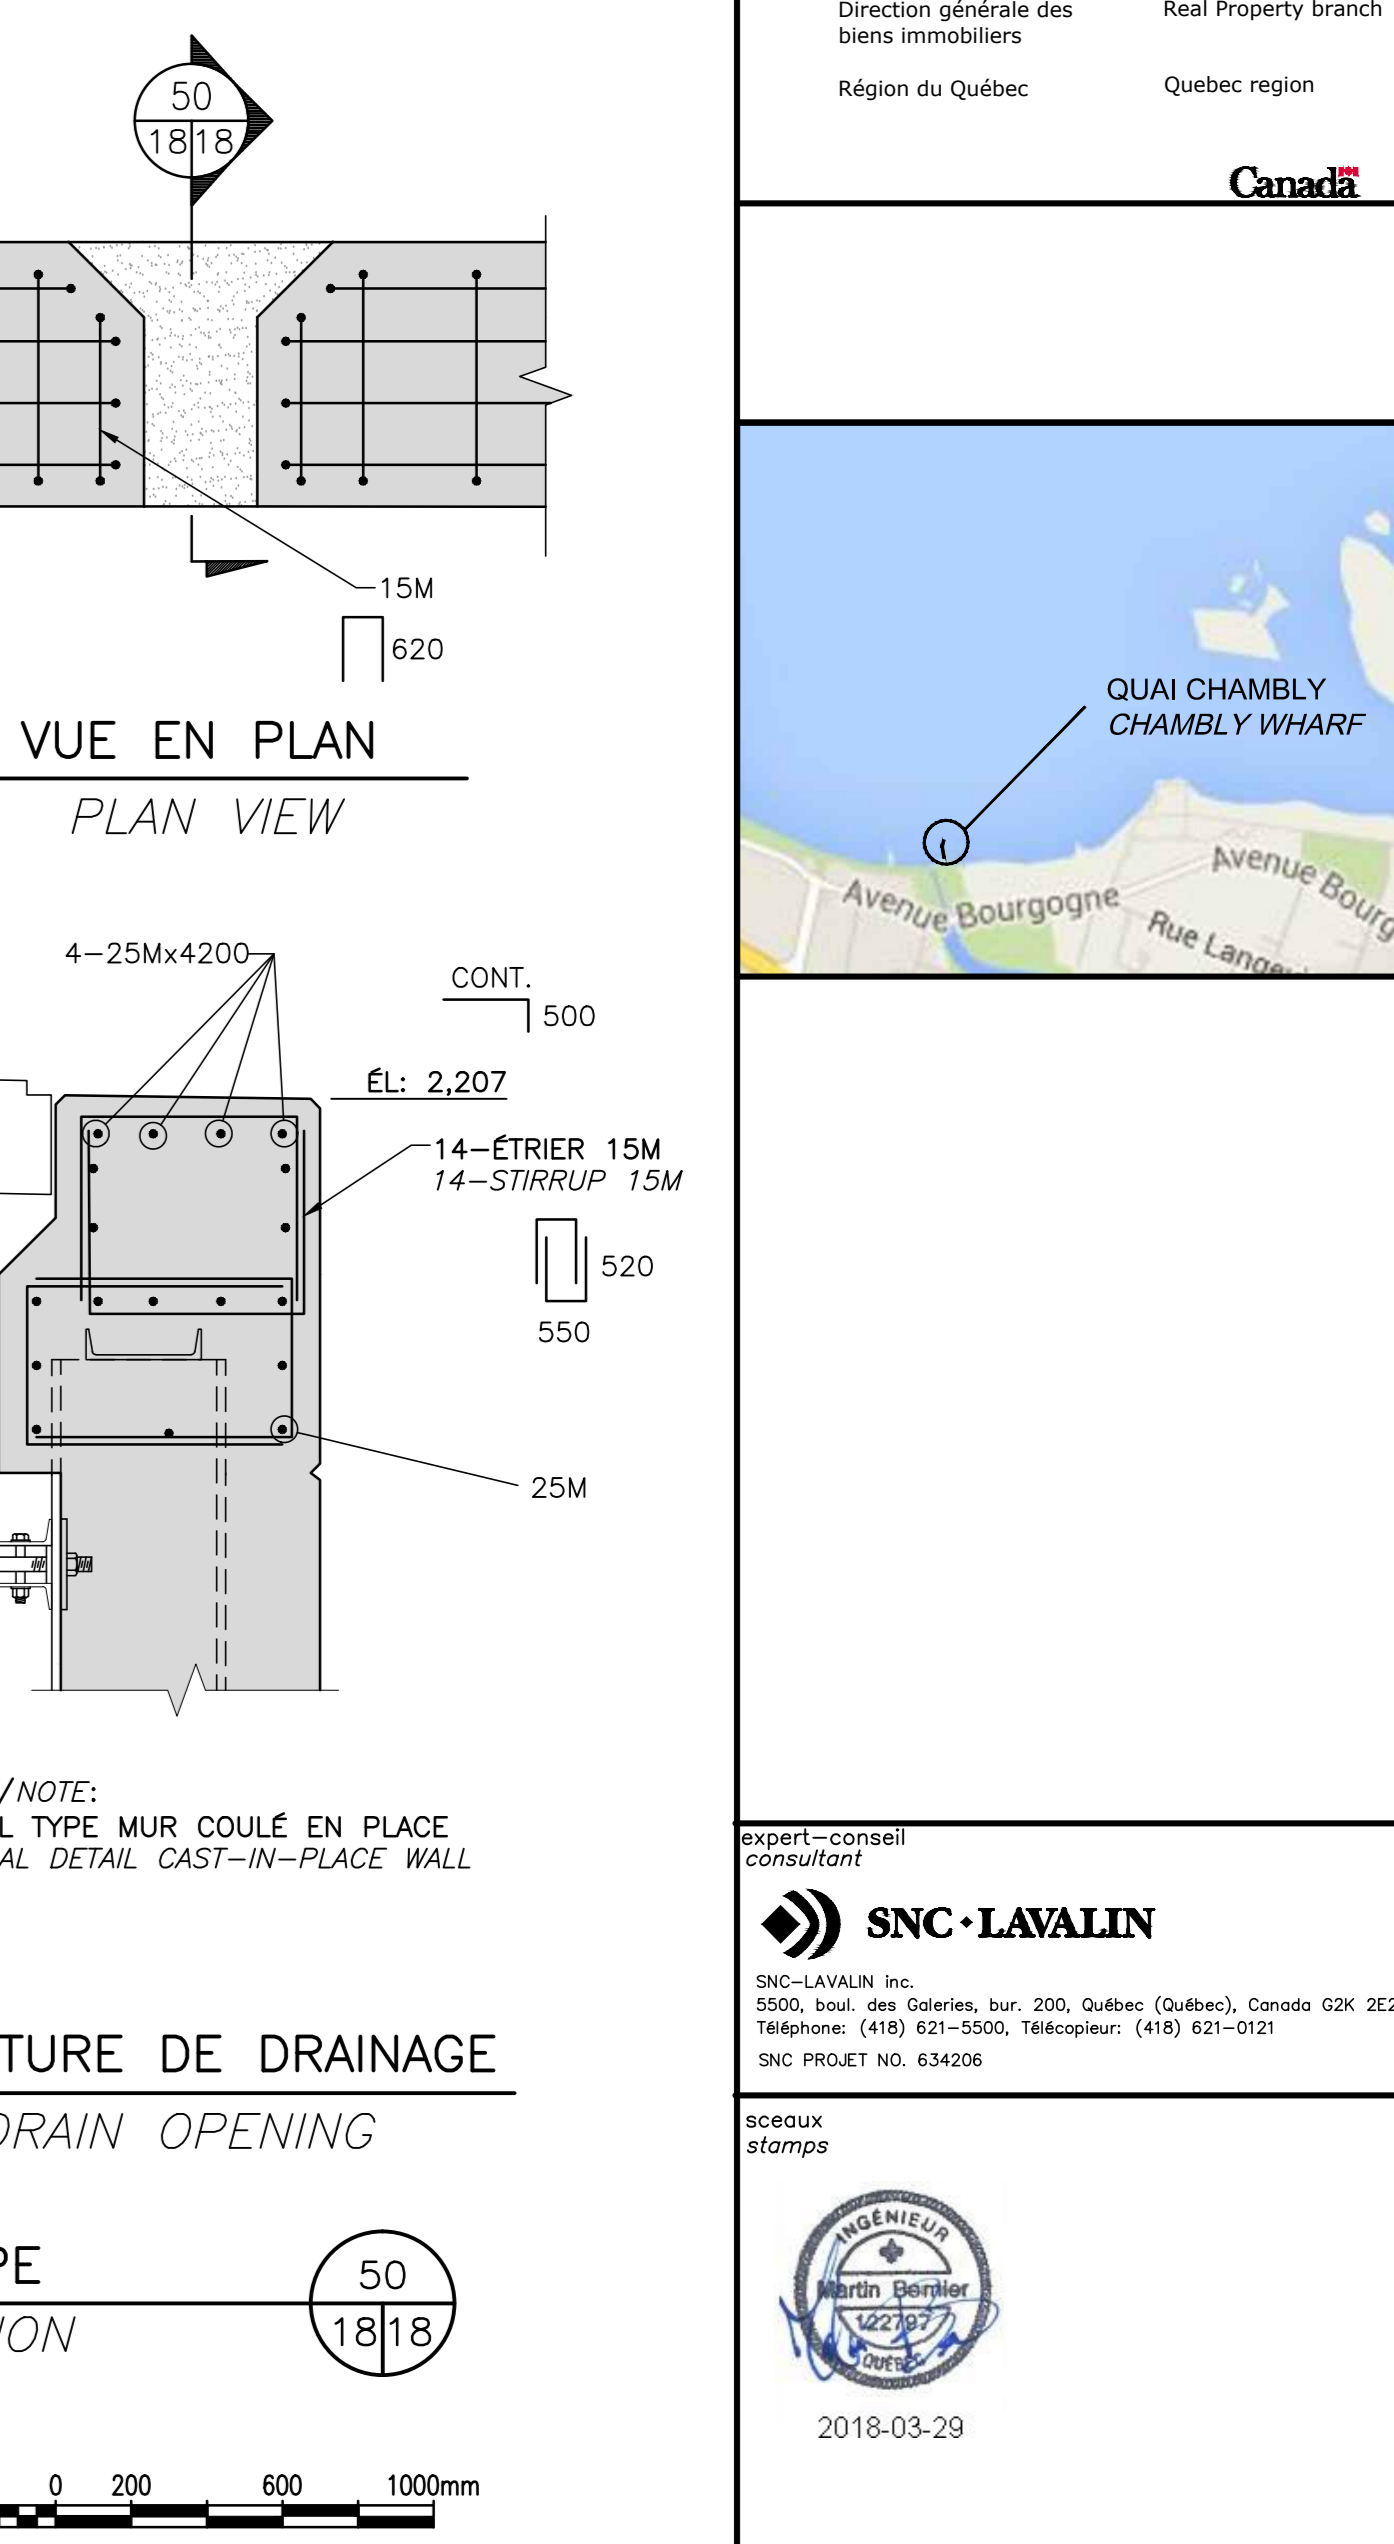 50
18 18
15M
620
VUE EN PLAN
PLAN VIEW
4-25Mx4200
CONT.
500
ÉL: 2,207
14-ÉTRIER 15M
14-STIRRUP 15M
520
550
25M
/NOTE:
L TYPE MUR COULÉ EN PLACE
AL DETAIL CAST-IN-PLACE WALL
TURE DE DRAINAGE
DRAIN OPENING
PE
ION
50
18 18
0 200 600 1000mm
Direction générale des
biens immobiliers
Real Property branch
Région du Québec
Quebec region
Canada
QUAI CHAMBLY
CHAMBLY WHARF
Avenue Bourgogne
Avenue Bourg
Rue Lange
expert-conseil
consultant
SNC·LAVALIN
SNC-LAVALIN inc.
5500, boul. des Galeries, bur. 200, Québec (Québec), Canada G2K 2E2
Téléphone: (418) 621-5500, Télécopieur: (418) 621-0121
SNC PROJET NO. 634206
sceaux
stamps
INGÉNIEUR
Martin Bernier
122797
QUÉBEC
2018-03-29